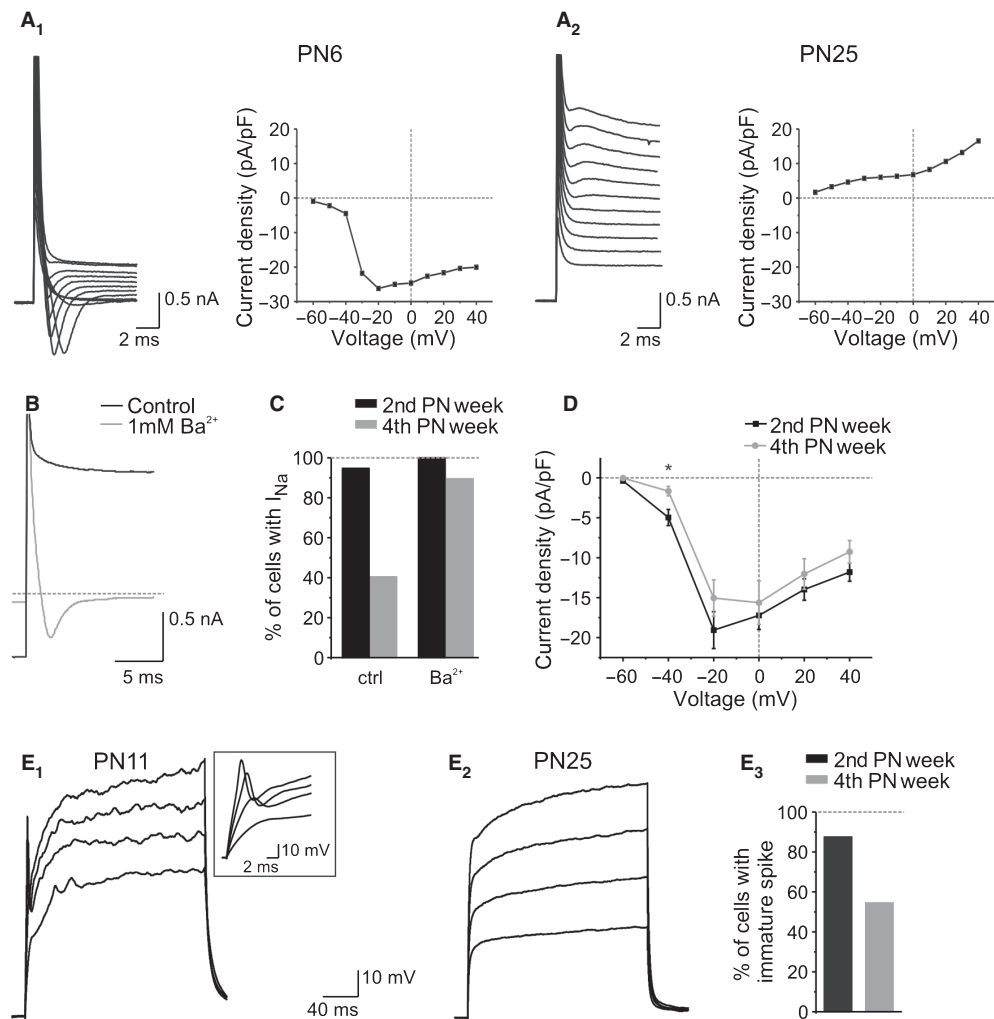 A1
PN6
Current density (pA/pF)
20
10
0
−10
−20
−30
−60
−40
−20
0
20
40
Voltage (mV)
0.5 nA
2 ms
A2
PN25
Current density (pA/pF)
20
10
0
−10
−20
−30
−60
−40
−20
0
20
40
Voltage (mV)
0.5 nA
2 ms
B
Control
1mM Ba²⁺
0.5 nA
5 ms
C
2nd PN week
4th PN week
% of cells with INa
100
80
60
40
20
0
ctrl
Ba²⁺
D
2nd PN week
4th PN week
*
Current density (pA/pF)
0
−5
−10
−15
−20
−60
−40
−20
0
20
40
Voltage (mV)
E1
PN11
10 mV
2 ms
10 mV
40 ms
E2
PN25
E3
2nd PN week
4th PN week
% of cells with
immature spike
100
80
60
40
20
0